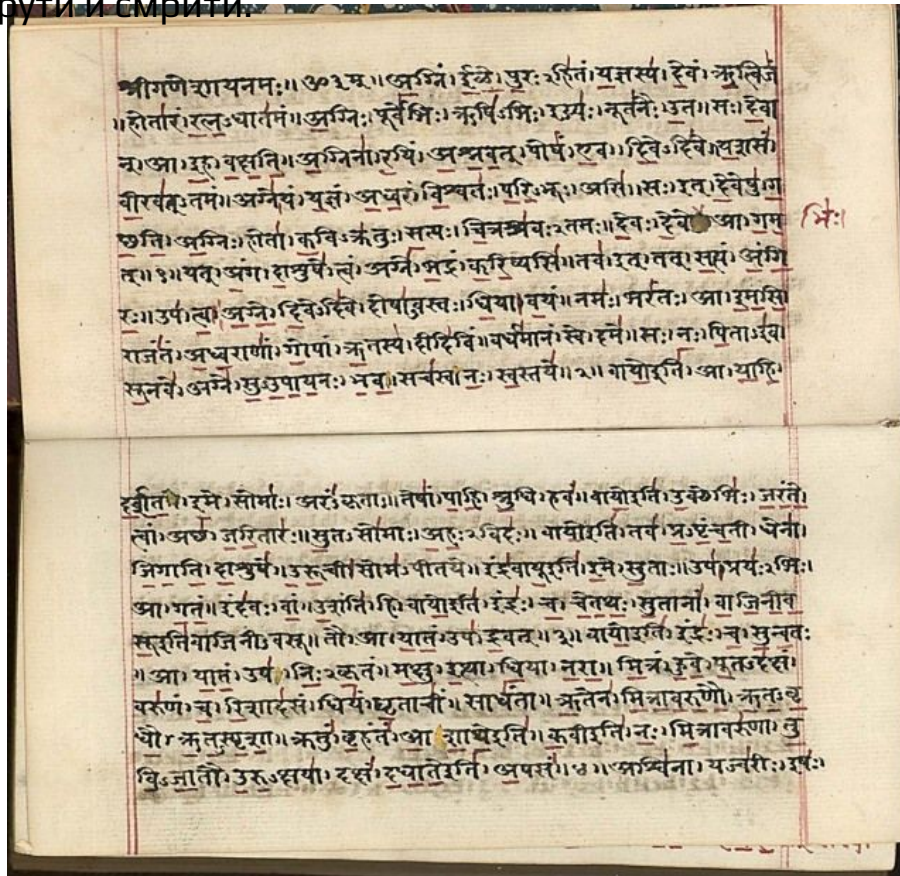 рути и смрити.
श्रीगणेशायनमः॥ ॐ३म्॥ अग्निं। ईळे। पुरःऽहितं। यज्ञस्य। देवं। ऋत्विजं
॥होतारं। रत्नऽधातमं॥ अग्निः। पूर्वेभिः। ऋषिऽभिः। ईड्यः। नूतनैः। उत॥ सः। देवा
न्। आ। इह। वक्षति॥ अग्निना। रयिं। अश्नवत्। पोषं। एव। दिवेऽदिवे॥ यशसं।
वीरवत्ऽतमं॥ अग्ने। यं। यज्ञं। अध्वरं। विश्वतः। परिऽभूः। असि॥ सः। इत्। देवेषु। ग
छति॥ अग्निः। होता। कविऽक्रतुः। सत्यः। चित्रश्रवःऽतमः॥ देवः। देवे आ। गम
भिः।
त्॥१॥ यत्। अंग। दाशुषे। त्वं। अग्ने। भद्रं। करिष्यसि॥ तव। इत्। तत्। सत्यं। अंगि
रः॥ उप। त्वा। अग्ने। दिवेऽदिवे। दोषाऽवस्तः। धिया। वयं॥ नमः। भरंतः। आ। इमसि॥
राजंतं। अध्वराणां। गोपां। ऋतस्य। दीदिविं॥ वर्धमानं। स्वे। दमे॥ सः। नः। पिताऽइव।
सूनवे। अग्ने। सुऽउपायनः। भव॥ सचस्व। नः। स्वस्तये॥२॥ वायोइति। आ। याहि।
दर्शत। इमे। सोमाः। अरंऽकृताः॥ तेषां। पाहि। श्रुधि। हवं॥ वायोइति। उक्थेभिः। जरंते।
त्वां। अछ। जरितारः॥ सुतऽसोमाः। अहःऽविदः॥ वायोइति। तव। प्रऽपृंचती। धेना।
जिगाति। दाशुषे॥ उरूची। सोमऽपीतये॥ इंद्रवायूइति। इमे। सुताः॥ उप। प्रयःऽभिः।
आ। गतं॥ इंदवः। वां। उशंति। हि॥ वायोइति। इंद्रः। च। चेतथः। सुतानां। वाजिनीव
सूइतिवाजिनीऽवसू॥ तौ। आ। यातं। उप। द्रवत्॥३॥ वायोइति। इंद्रः। च। सुन्वतः
॥ आ। यातं। उप। निःऽकृतं॥ मक्षु। इत्था। धिया। नरा॥ मित्रं। हुवे। पूतऽदक्षं।
वरुणं। च। रिशादसं॥ धियं। घृताचीं। साधंता॥ ऋतेन। मित्रावरुणौ। ऋतऽवृ
धौ। ऋतऽस्पृशा॥ क्रतुं। बृहंतं। आशाथेइति॥ कवीइति। नः। मित्रावरुणा। तु
विऽजातौ। उरुऽक्षया॥ दक्षं। दधातेइति। अपसं॥४॥ अश्विना। यज्वरीः। इषः।